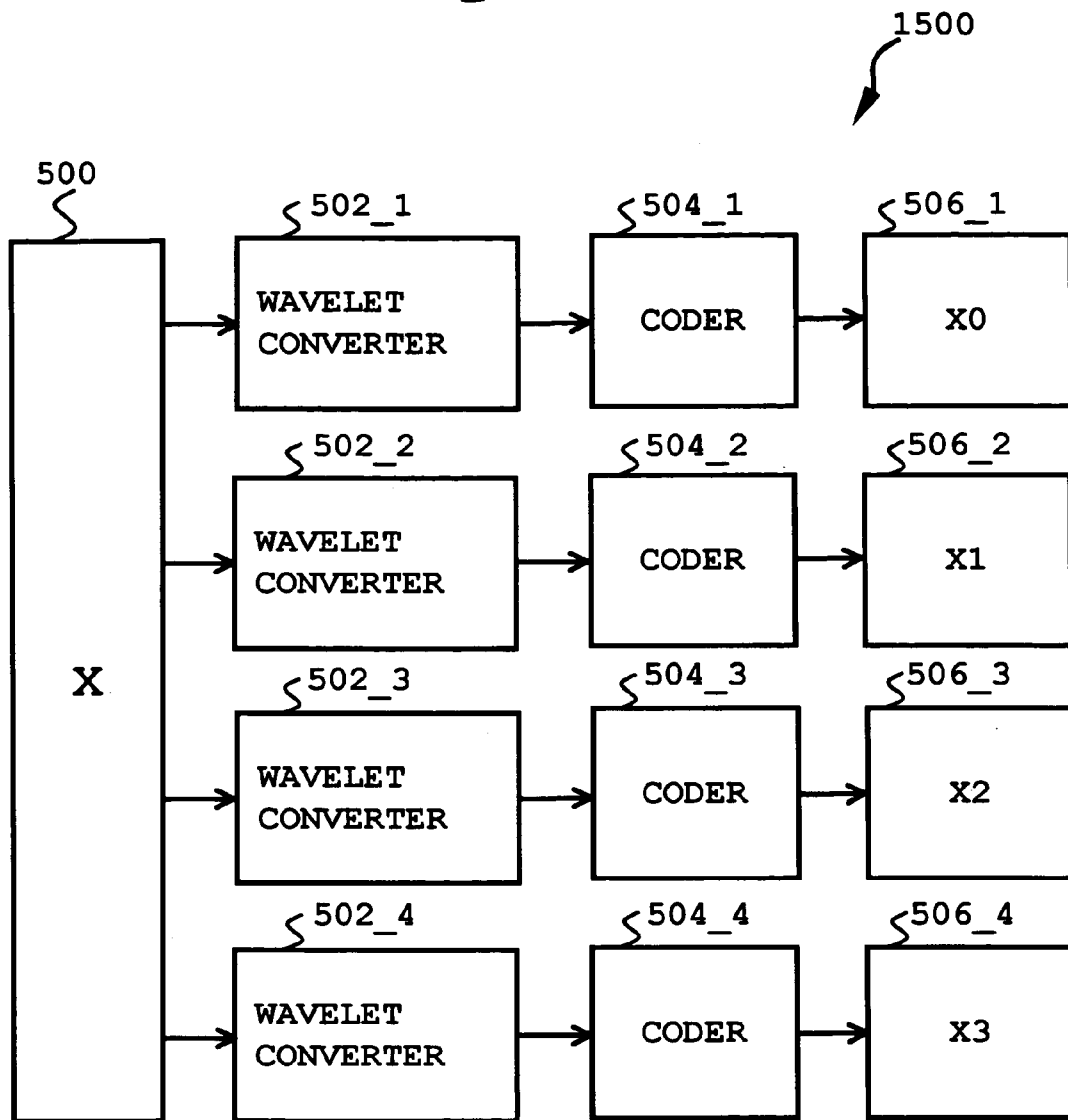 1500
500
502_1
504_1
506_1
WAVELET
CONVERTER
CODER
X0
502_2
504_2
506_2
WAVELET
CONVERTER
CODER
X1
X
502_3
504_3
506_3
WAVELET
CONVERTER
CODER
X2
502_4
504_4
506_4
WAVELET
CONVERTER
CODER
X3